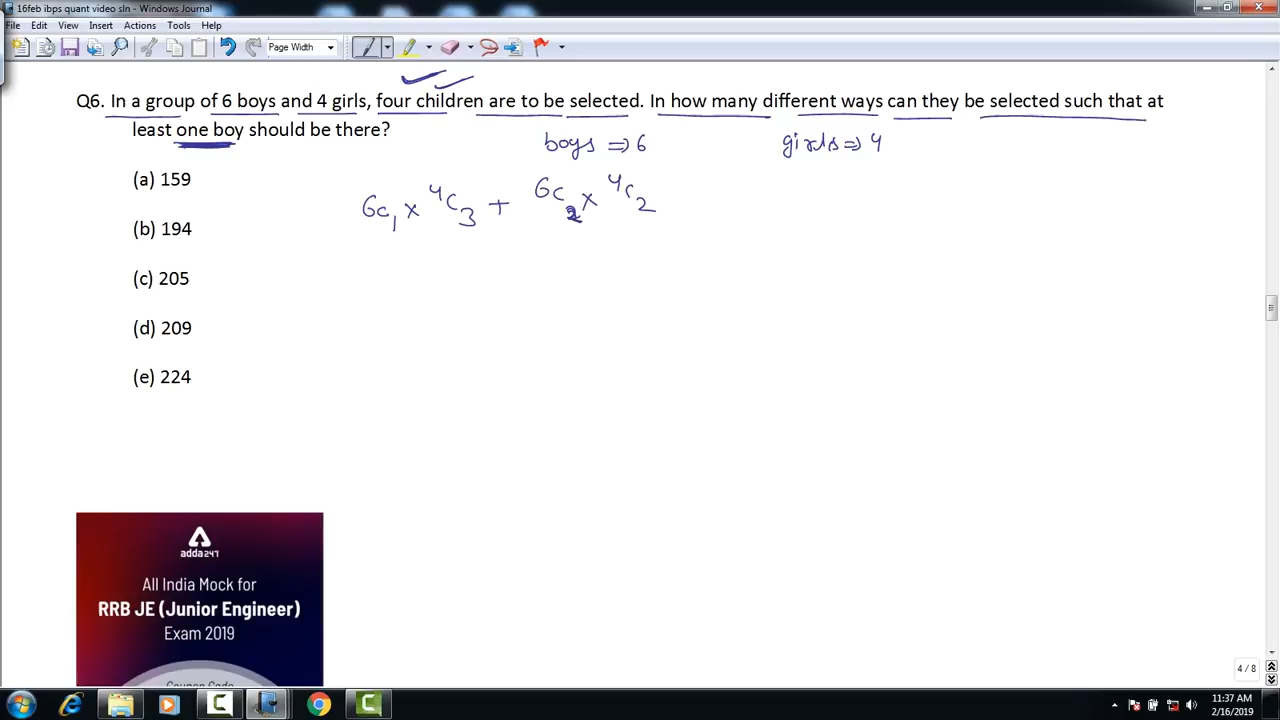 16feb ibps quant video sln - Windows Journal
File Edit View Insert Actions Tools Help
Page Width
Q6. In a group of 6 boys and 4 girls, four children are to be selected. In how many different ways can they be selected such that at
least one boy should be there?
boys ⇒ 6 girls ⇒ 4
(a) 159
6C₁ × ⁴C₃ + 6C₂ × ⁴C₂
(b) 194
(c) 205
(d) 209
(e) 224
adda247
All India Mock for
RRB JE (Junior Engineer)
Exam 2019
Coupon Code
4 / 8
11:37 AM
2/16/2019